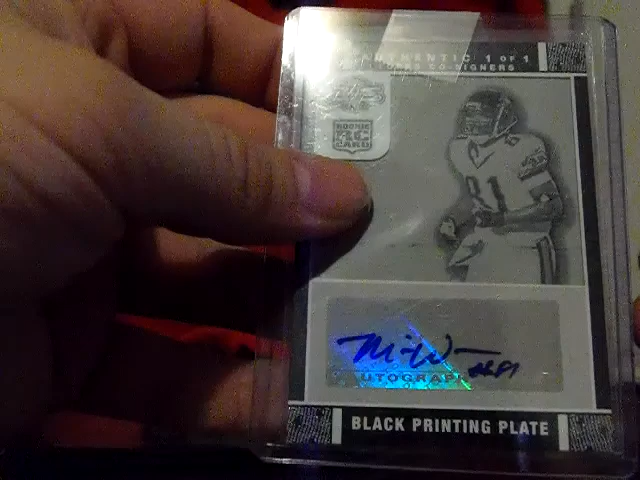 AUTHENTIC 1 OF 1
CO-SIGNERS
ROOKIE
RC
CARD
81
AUTOGRAPH
BLACK PRINTING PLATE